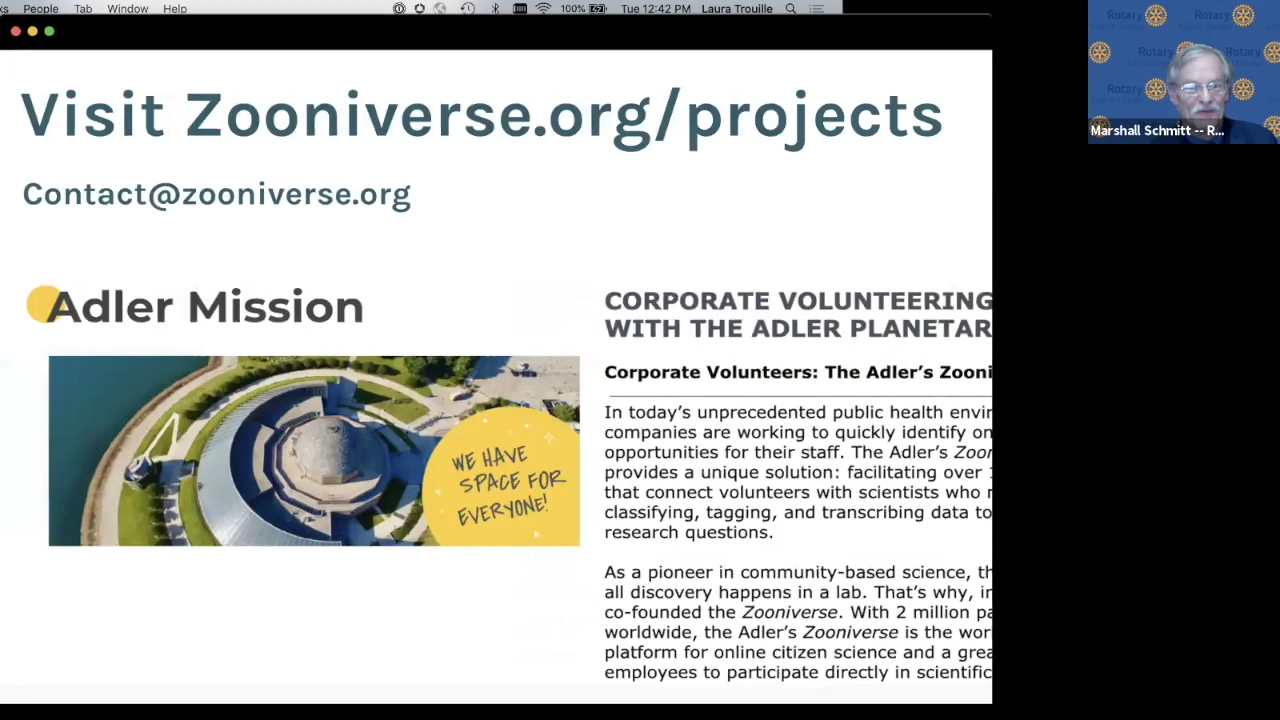 People Tab Window Help 100% Tue 12:42 PM Laura Trouille
Visit Zooniverse.org/projects
Contact@zooniverse.org
Adler Mission
WE HAVE
SPACE FOR
EVERYONE!
CORPORATE VOLUNTEERING
WITH THE ADLER PLANETAR
Corporate Volunteers: The Adler's Zooni
In today's unprecedented public health envir
companies are working to quickly identify on
opportunities for their staff. The Adler's Zoon
provides a unique solution: facilitating over
that connect volunteers with scientists who
classifying, tagging, and transcribing data to
research questions.
As a pioneer in community-based science, th
all discovery happens in a lab. That's why, in
co-founded the Zooniverse. With 2 million pa
worldwide, the Adler's Zooniverse is the wor
platform for online citizen science and a grea
employees to participate directly in scientific
Rotary Rotary
Rotary Rotary
Rotary
Marshall Schmitt -- R...